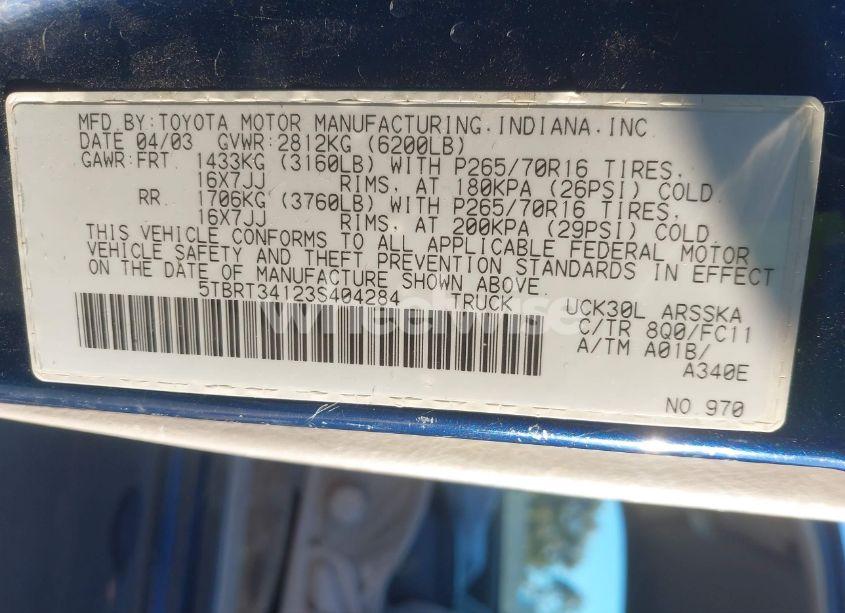 MFD.BY:TOYOTA MOTOR MANUFACTURING.INDIANA.INC.
DATE 04/03 GVWR:2812KG (6200LB)
GAWR:FRT 1433KG (3160LB) WITH P265/70R16 TIRES.
16X7JJ RIMS. AT 180KPA (26PSI) COLD.
RR 1706KG (3760LB) WITH P265/70R16 TIRES.
16X7JJ RIMS. AT 200KPA (29PSI) COLD.
THIS VEHICLE CONFORMS TO ALL APPLICABLE FEDERAL MOTOR
VEHICLE SAFETY AND THEFT PREVENTION STANDARDS IN EFFECT
ON THE DATE OF MANUFACTURE SHOWN ABOVE.
5TBRT34123S404284 TRUCK UCK30L ARSSKA
C/TR 8Q0/FC11
A/TM A01B/
A340E
NO.970
wheelwise